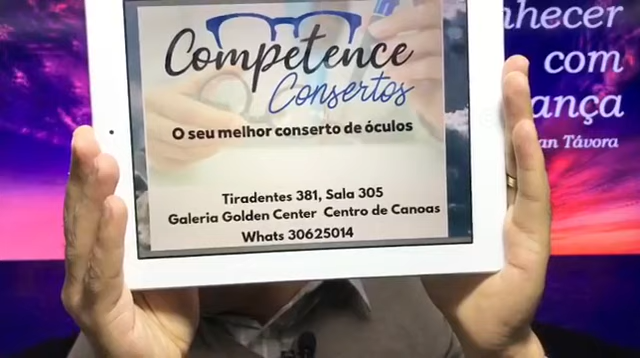 Competence
Consertos
O seu melhor conserto de óculos
Tiradentes 381, Sala 305
Galeria Golden Center Centro de Canoas
Whats 30625014
nhecer
com
ança
an Távora